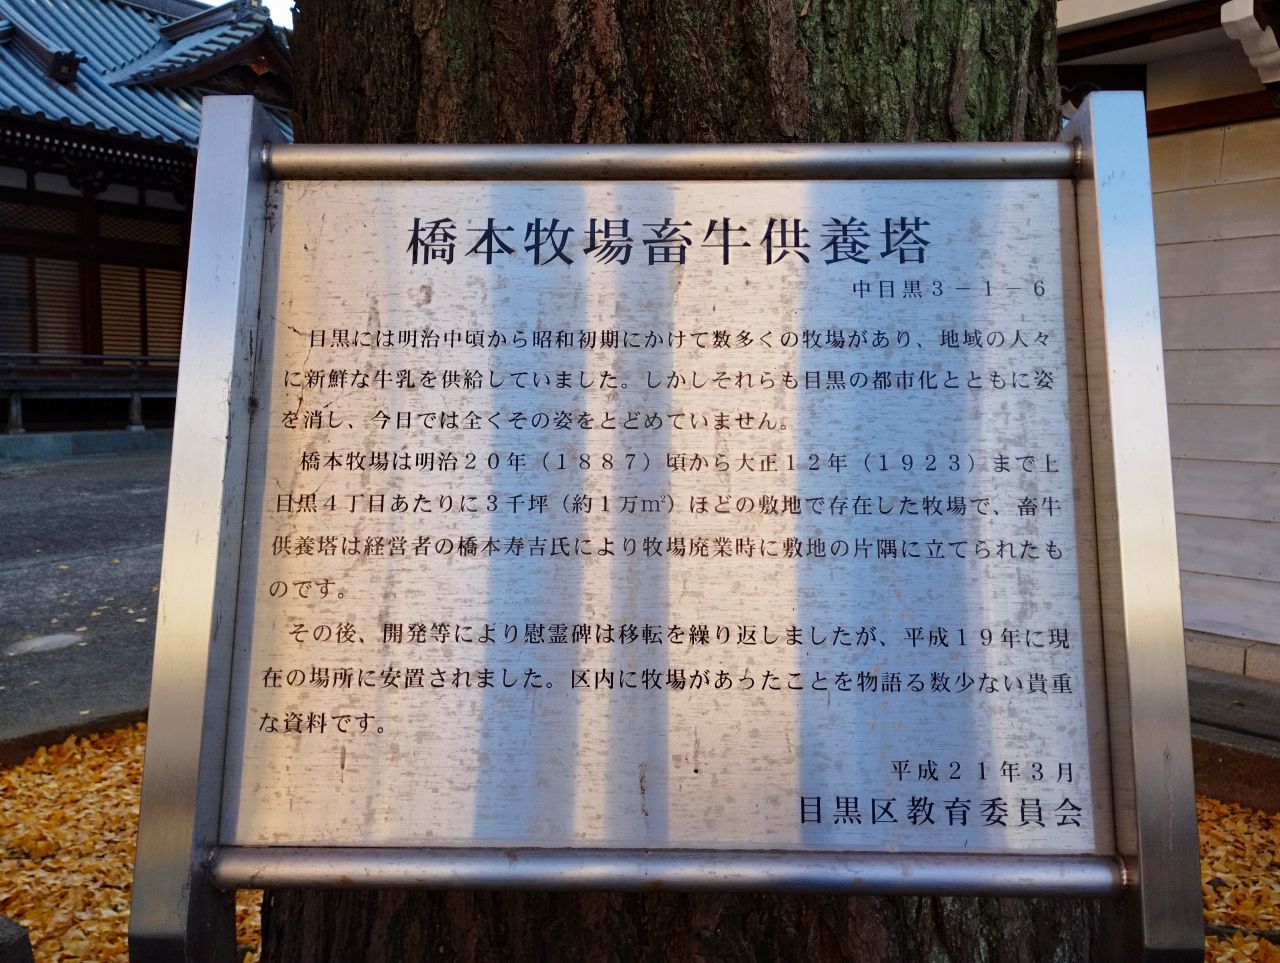 橋本牧場畜牛供養塔
中目黒３－１－６
目黒には明治中頃から昭和初期にかけて数多くの牧場があり、地域の人々
に新鮮な牛乳を供給していました。しかしそれらも目黒の都市化とともに姿
を消し、今日では全くその姿をとどめていません。
橋本牧場は明治２０年（１８８７）頃から大正１２年（１９２３）まで上
目黒４丁目あたりに３千坪（約１万㎡）ほどの敷地で存在した牧場で、畜牛
供養塔は経営者の橋本寿吉氏により牧場廃業時に敷地の片隅に立てられたも
のです。
その後、開発等により慰霊碑は移転を繰り返しましたが、平成１９年に現
在の場所に安置されました。区内に牧場があったことを物語る数少ない貴重
な資料です。
平成２１年３月
目黒区教育委員会